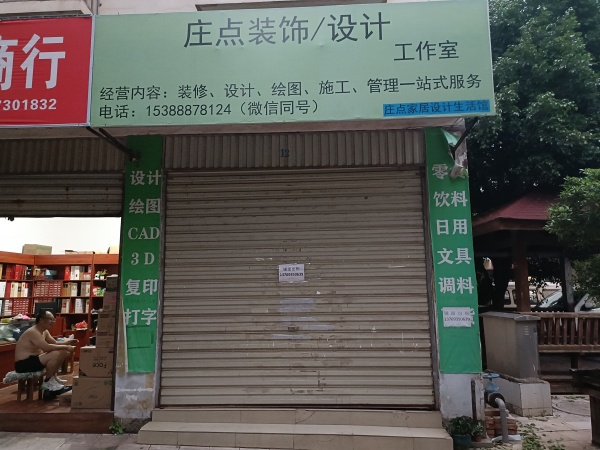 商行
7301832
庄点装饰/设计
工作室
经营内容：装修、设计、绘图、施工、管理一站式服务
电话：15388878124（微信同号）
庄点家居设计生活馆
12
设计
绘图
CAD
3D
复印
打字
零
饮料
日用
文具
调料